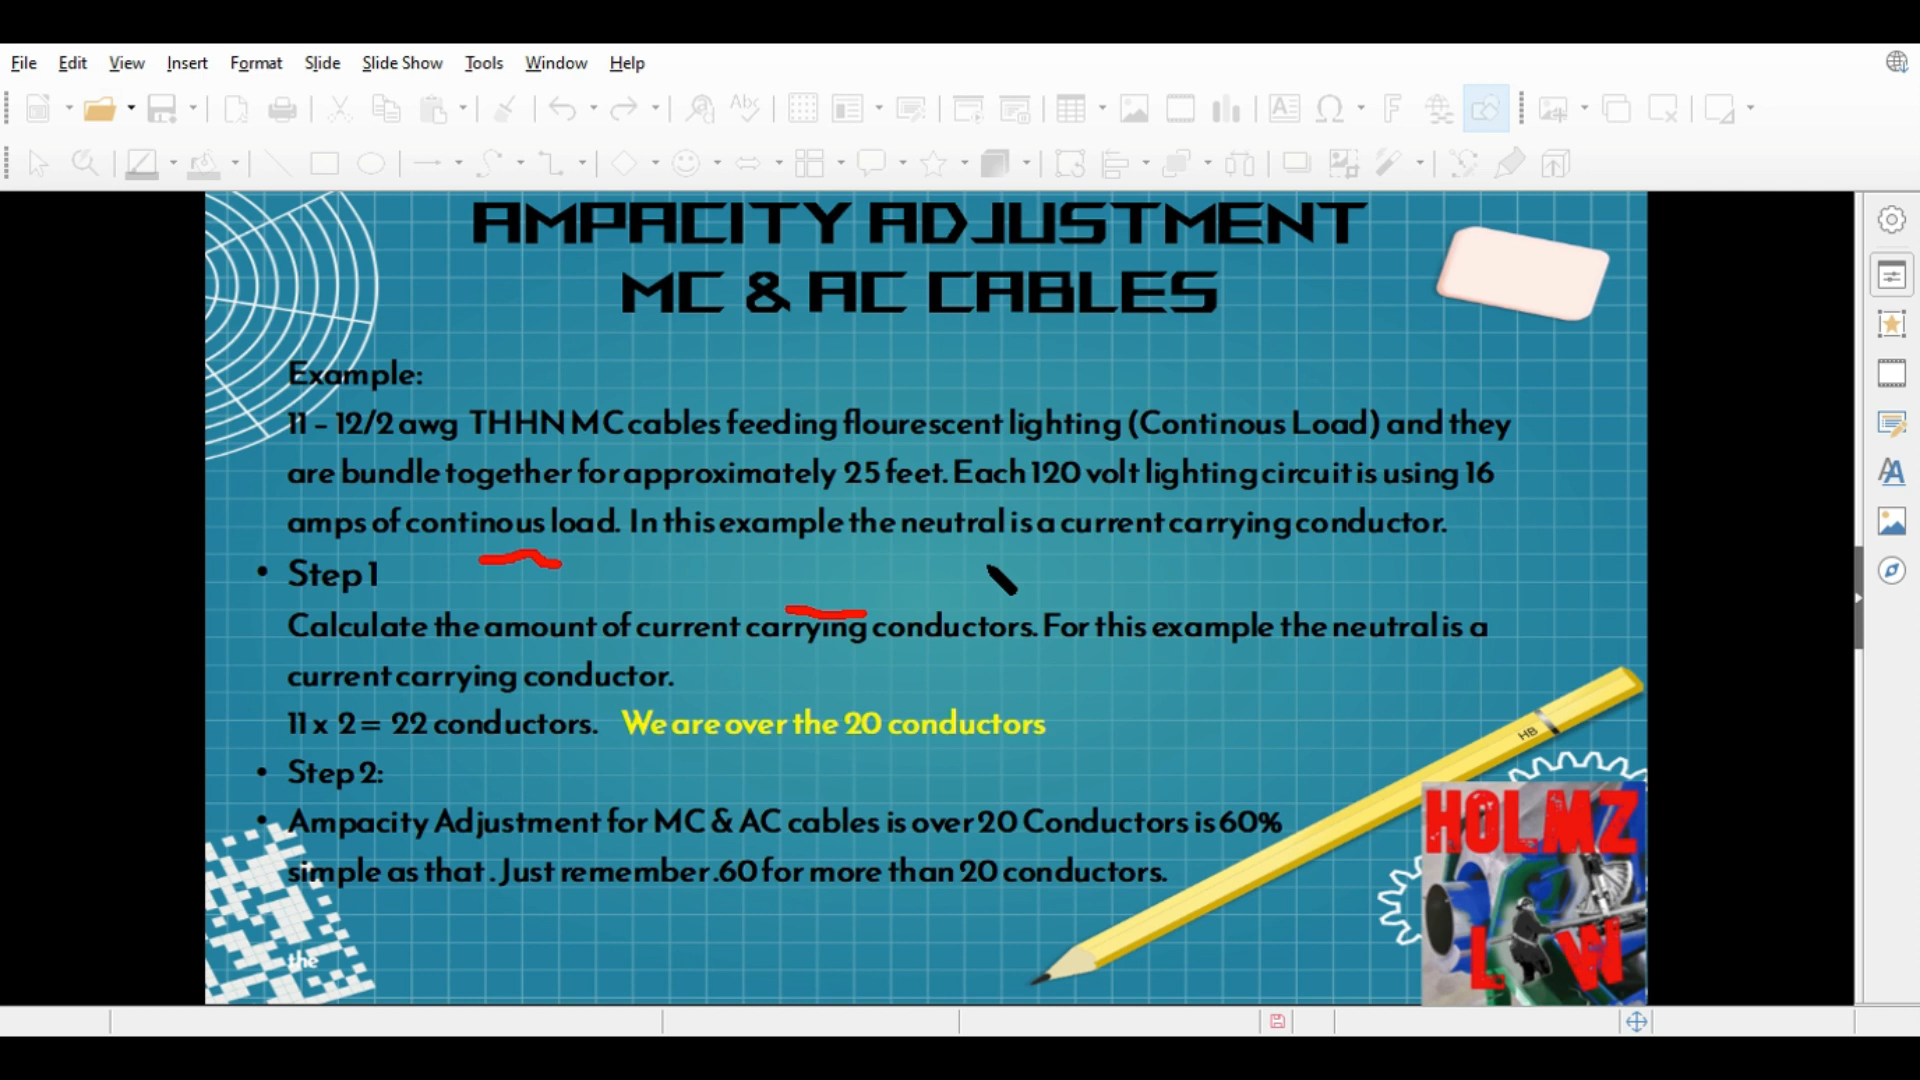 File Edit View Insert Format Slide Slide Show Tools Window Help
Abc
AMPACITY ADJUSTMENT
MC & AC CABLES
Example:
11 – 12/2 awg THHN MC cables feeding flourescent lighting (Continous Load) and they
are bundle together for approximately 25 feet. Each 120 volt lighting circuit is using 16
amps of continous load. In this example the neutral is a current carrying conductor.
• Step 1
Calculate the amount of current carrying conductors. For this example the neutral is a
current carrying conductor.
11 x 2 = 22 conductors. We are over the 20 conductors
• Step 2:
• Ampacity Adjustment for MC & AC cables is over 20 Conductors is 60%
simple as that . Just remember .60 for more than 20 conductors.
the
HB
HOLMZ
L W